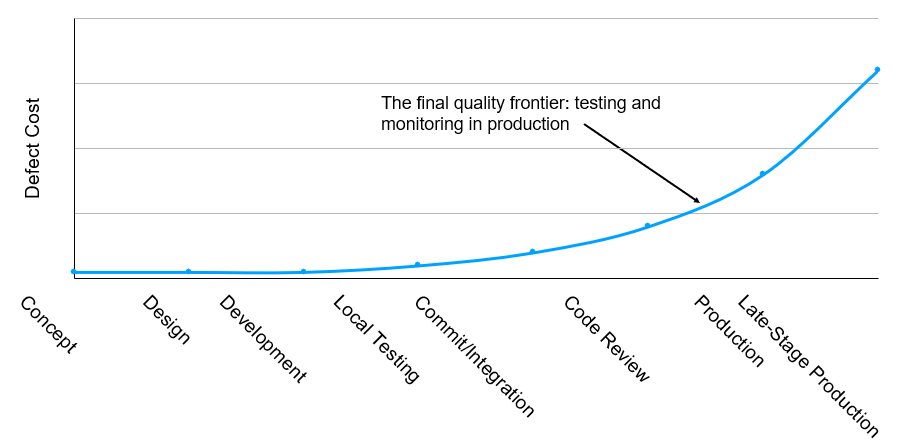 The final quality frontier: testing and
monitoring in production
Defect Cost
Concept
Design
Development
Local Testing
Commit/Integration
Code Review
Production
Late-Stage Production